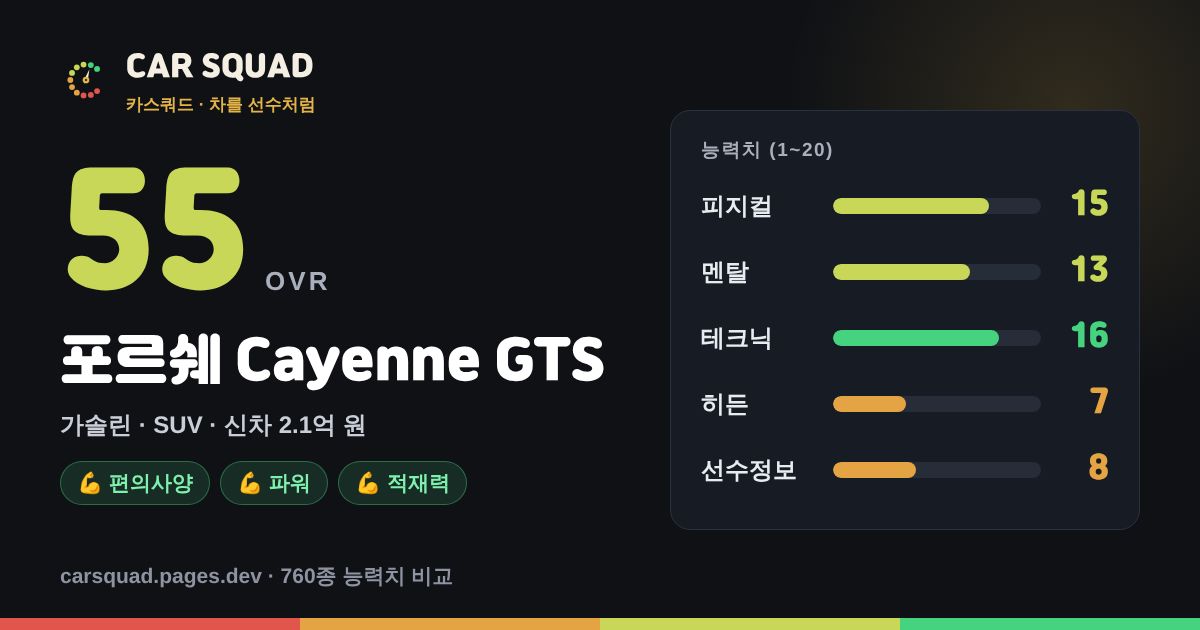 CAR SQUAD
카스쿼드 · 차를 선수처럼
55 OVR
포르쉐 Cayenne GTS
가솔린 · SUV · 신차 2.1억 원
💪 편의사양 💪 파워 💪 적재력
carsquad.pages.dev · 760종 능력치 비교
능력치 (1~20)
피지컬 15
멘탈 13
테크닉 16
히든 7
선수정보 8